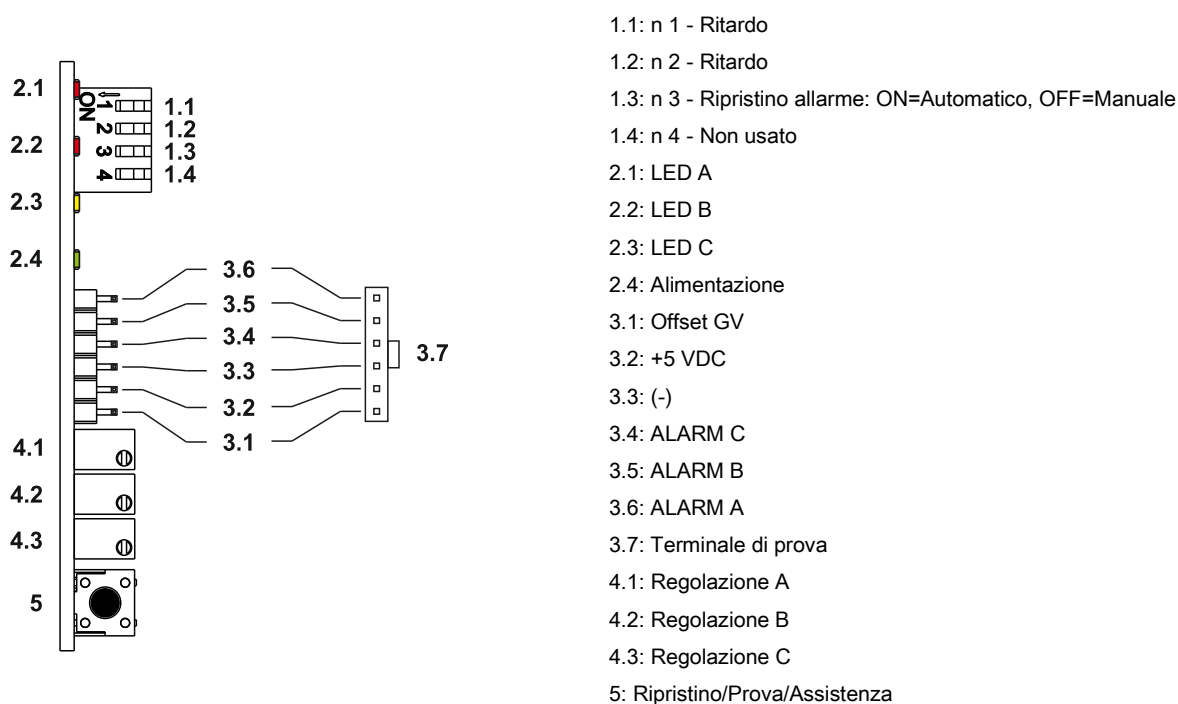 2.1
2.2
2.3
2.4
ON
1
2
3
4
1.1
1.2
1.3
1.4
3.6
3.5
3.4
3.3
3.2
3.1
3.7
4.1
4.2
4.3
5
1.1: n 1 - Ritardo
1.2: n 2 - Ritardo
1.3: n 3 - Ripristino allarme: ON=Automatico, OFF=Manuale
1.4: n 4 - Non usato
2.1: LED A
2.2: LED B
2.3: LED C
2.4: Alimentazione
3.1: Offset GV
3.2: +5 VDC
3.3: (-)
3.4: ALARM C
3.5: ALARM B
3.6: ALARM A
3.7: Terminale di prova
4.1: Regolazione A
4.2: Regolazione B
4.3: Regolazione C
5: Ripristino/Prova/Assistenza